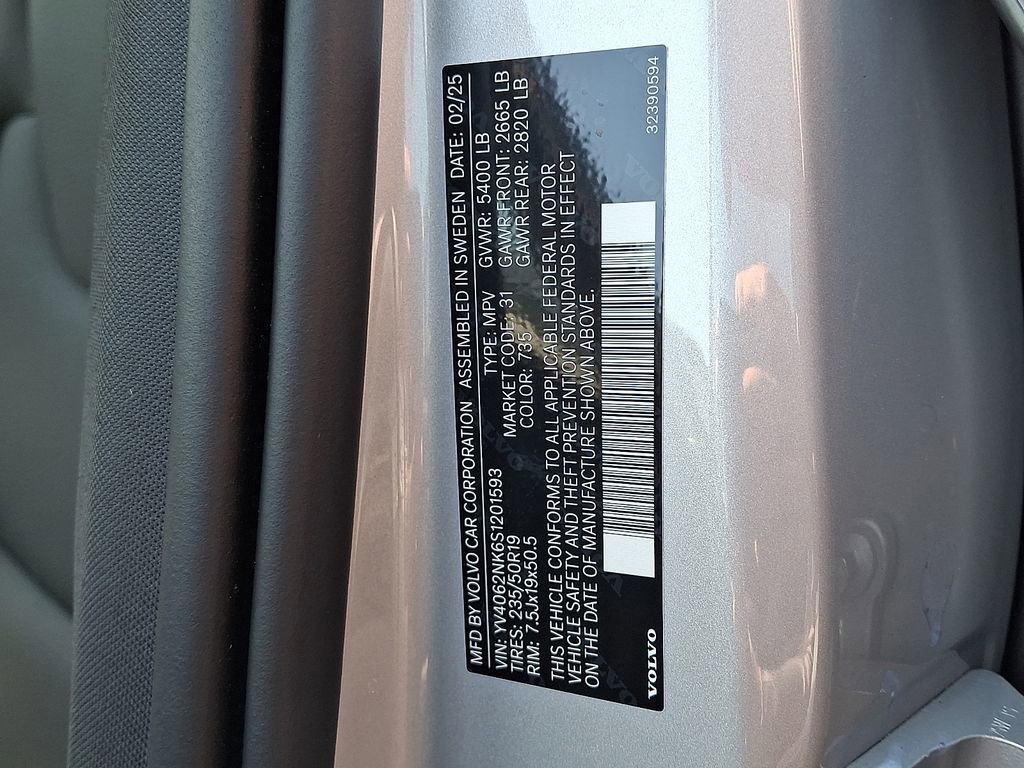 MFD BY VOLVO CAR CORPORATION ASSEMBLED IN SWEDEN DATE: 02/25
VIN: YV4062NK6S1201593 TYPE: MPV GVWR: 5400 LB
TIRES: 235/50R19 MARKET CODE: 31 GAWR FRONT: 2665 LB
RIM: 7.5Jx19x50.5 COLOR: 735 GAWR REAR: 2820 LB
THIS VEHICLE CONFORMS TO ALL APPLICABLE FEDERAL MOTOR
VEHICLE SAFETY AND THEFT PREVENTION STANDARDS IN EFFECT
ON THE DATE OF MANUFACTURE SHOWN ABOVE.
VOLVO 32390594